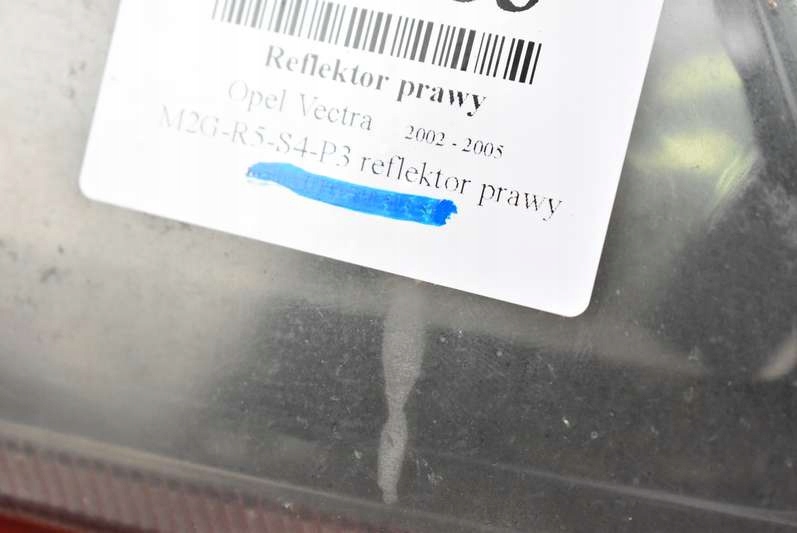 Reflektor prawy
Opel Vectra 2002 - 2005
M2G-R5-S4-P3 reflektor prawy